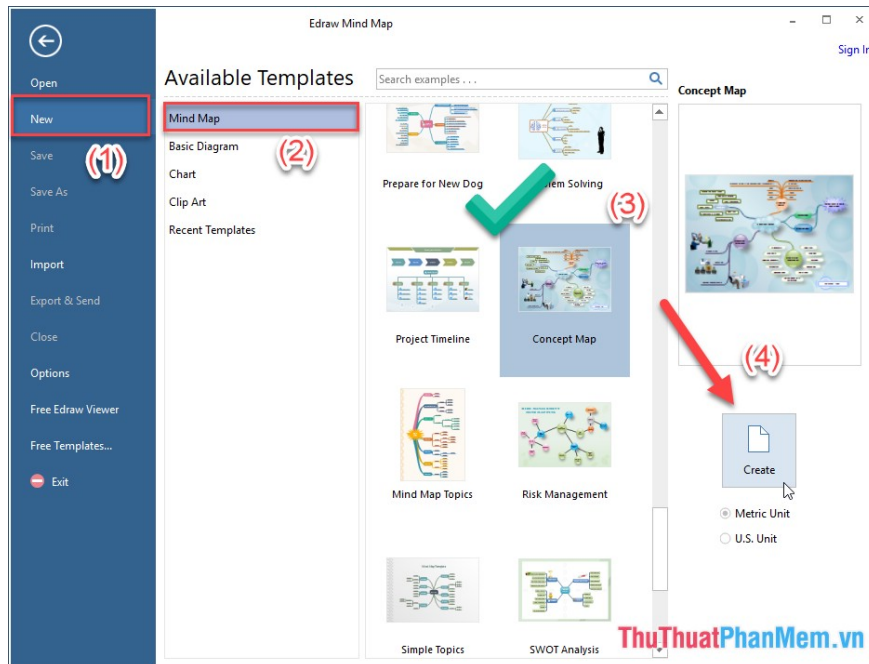 Edraw Mind Map
Sign In
Open
New
Save
Save As
Print
Import
Export & Send
Close
Options
Free Edraw Viewer
Free Templates...
Exit
(1)
Available Templates
Search examples . . .
Mind Map
Basic Diagram
Chart
Clip Art
Recent Templates
(2)
Prepare for New Dog
Solving
(3)
Project Timeline
Concept Map
Mind Map Topics
Risk Management
Simple Topics
SWOT Analysis
Concept Map
(4)
Create
Metric Unit
U.S. Unit
ThuThuatPhanMem.vn